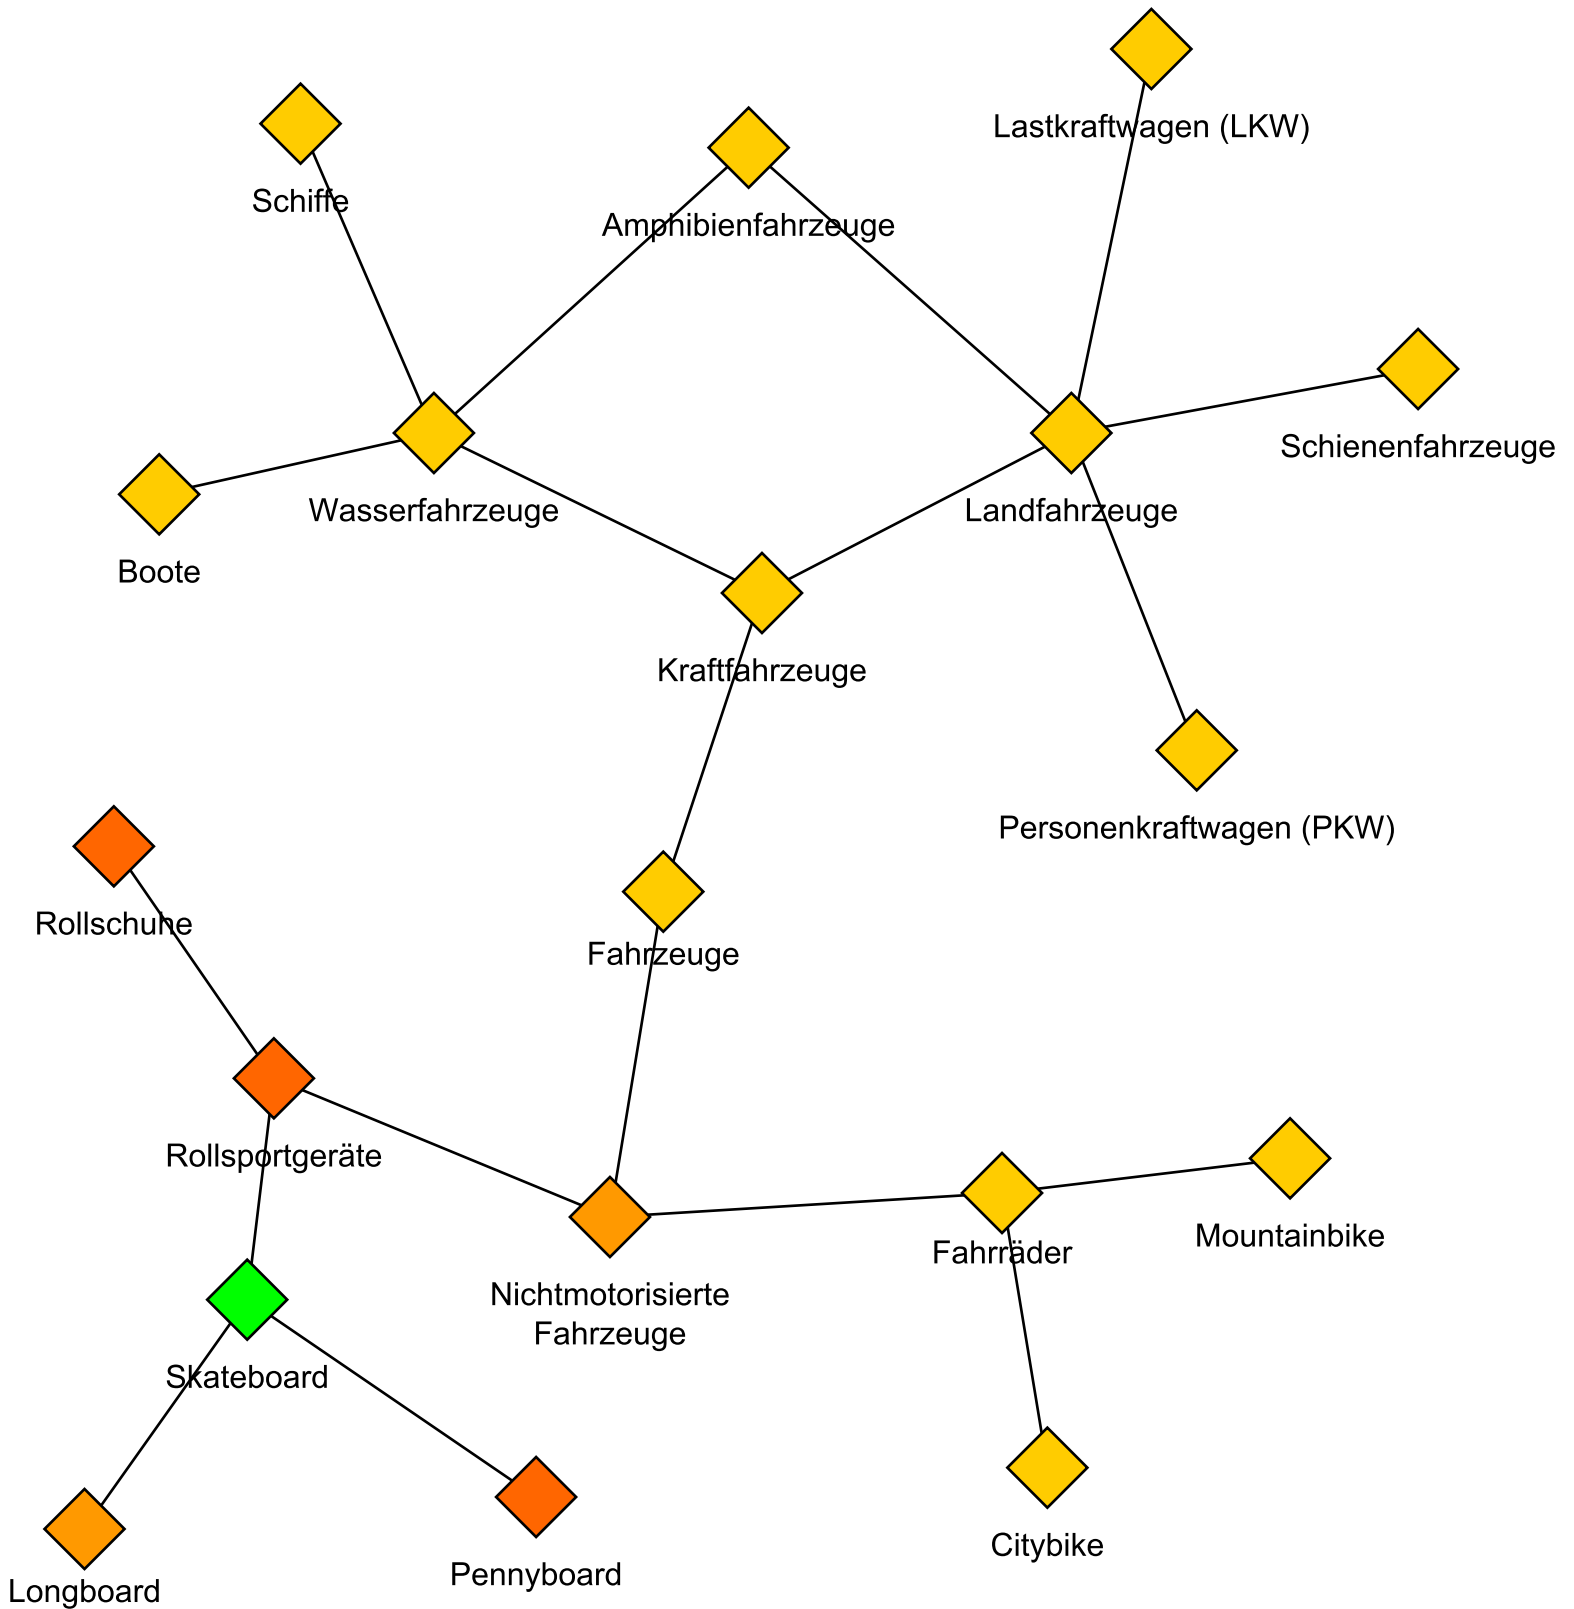 Lastkraftwagen (LKW)
Schiffe
Amphibienfahrzeuge
Schienenfahrzeuge
Wasserfahrzeuge
Landfahrzeuge
Boote
Kraftfahrzeuge
Personenkraftwagen (PKW)
Rollschuhe
Fahrzeuge
Rollsportgeräte
Mountainbike
Fahrräder
Nichtmotorisierte
Fahrzeuge
Skateboard
Citybike
Pennyboard
Longboard